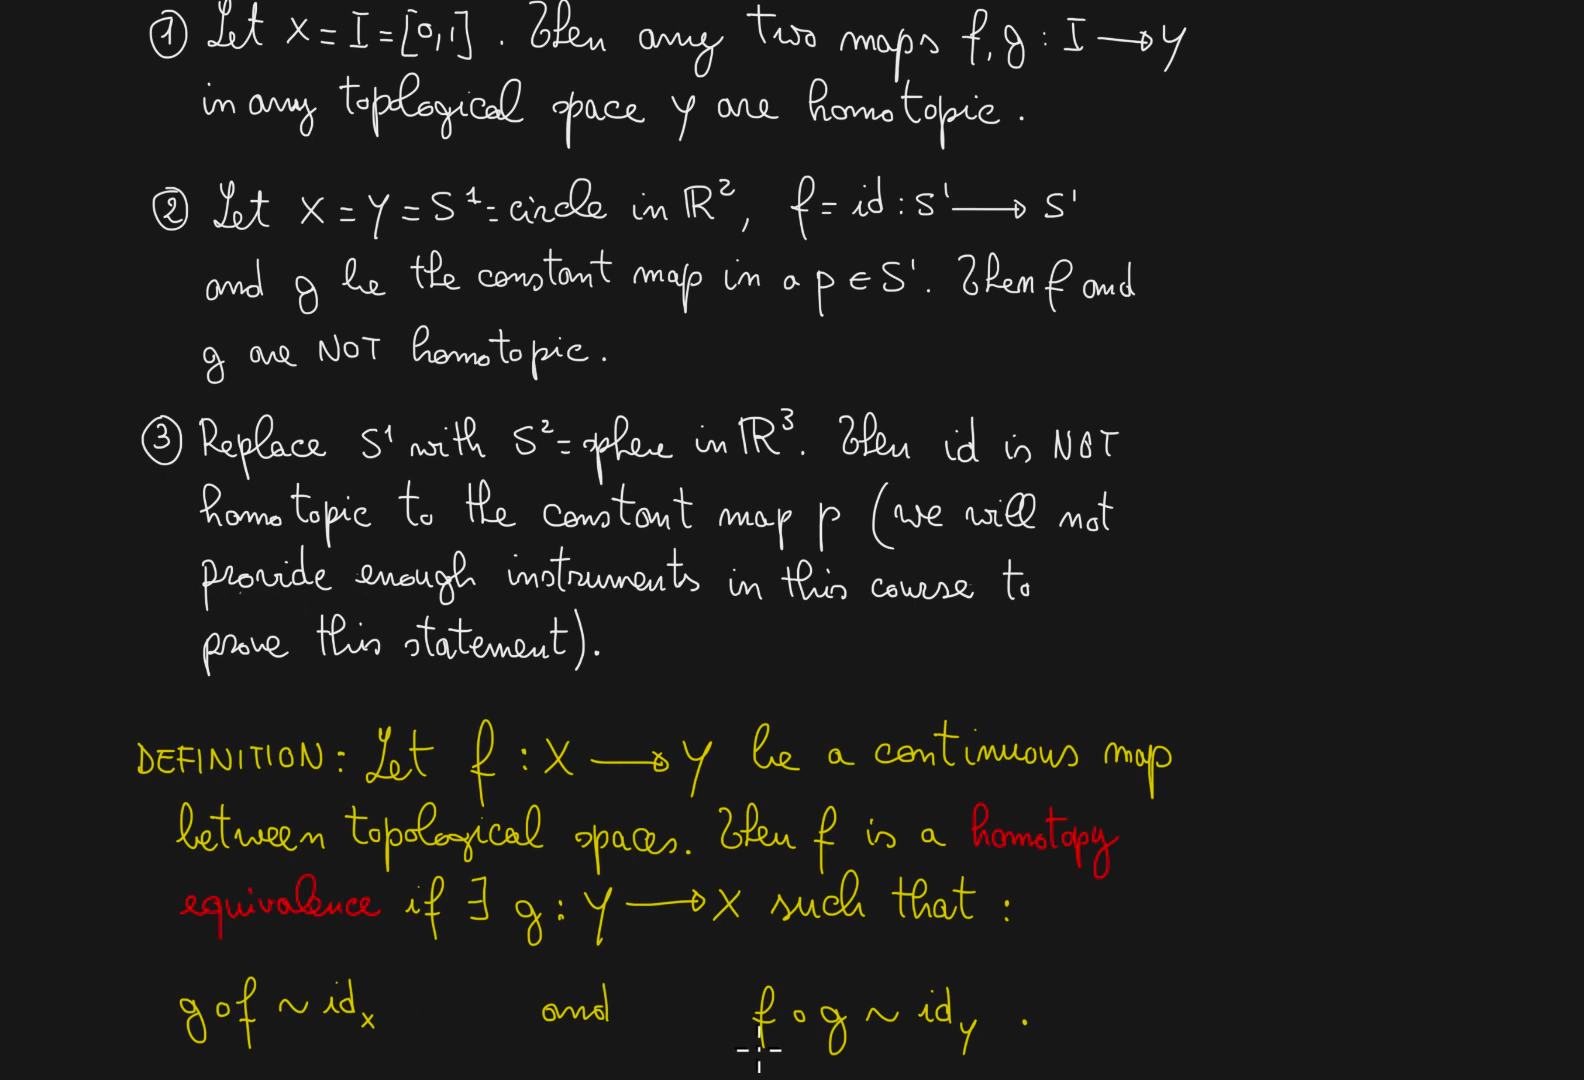 ① Let X = I = [0,1]. Then any two maps f, g : I → Y
in any toplogical space Y are homotopic.
② Let X = Y = S¹ = circle in ℝ², f = id : S¹ → S¹
and g be the constant map in a p ∈ S¹. Then f and
g are NOT homotopic.
③ Replace S¹ with S² = sphere in ℝ³. Then id is NOT
homotopic to the constant map p (we will not
provide enough instruments in this course to
prove this statement).
DEFINITION: Let f : X → Y be a continuous map
between topological spaces. Then f is a homotopy
equivalence if ∃ g : Y → X such that :
g∘f ~ id_X and f∘g ~ id_Y .